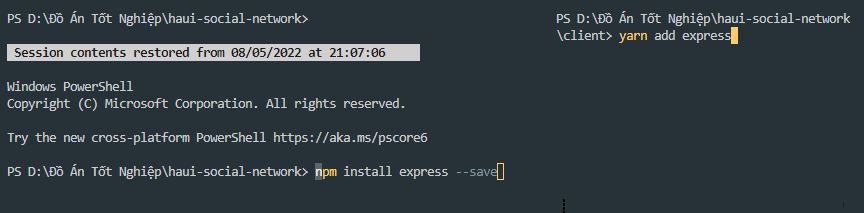 PS D:\Đồ Án Tốt Nghiệp\haui-social-network>
Session contents restored from 08/05/2022 at 21:07:06
Windows PowerShell
Copyright (C) Microsoft Corporation. All rights reserved.
Try the new cross-platform PowerShell https://aka.ms/pscore6
PS D:\Đồ Án Tốt Nghiệp\haui-social-network> npm install express --save
PS D:\Đồ Án Tốt Nghiệp\haui-social-network
\client> yarn add express